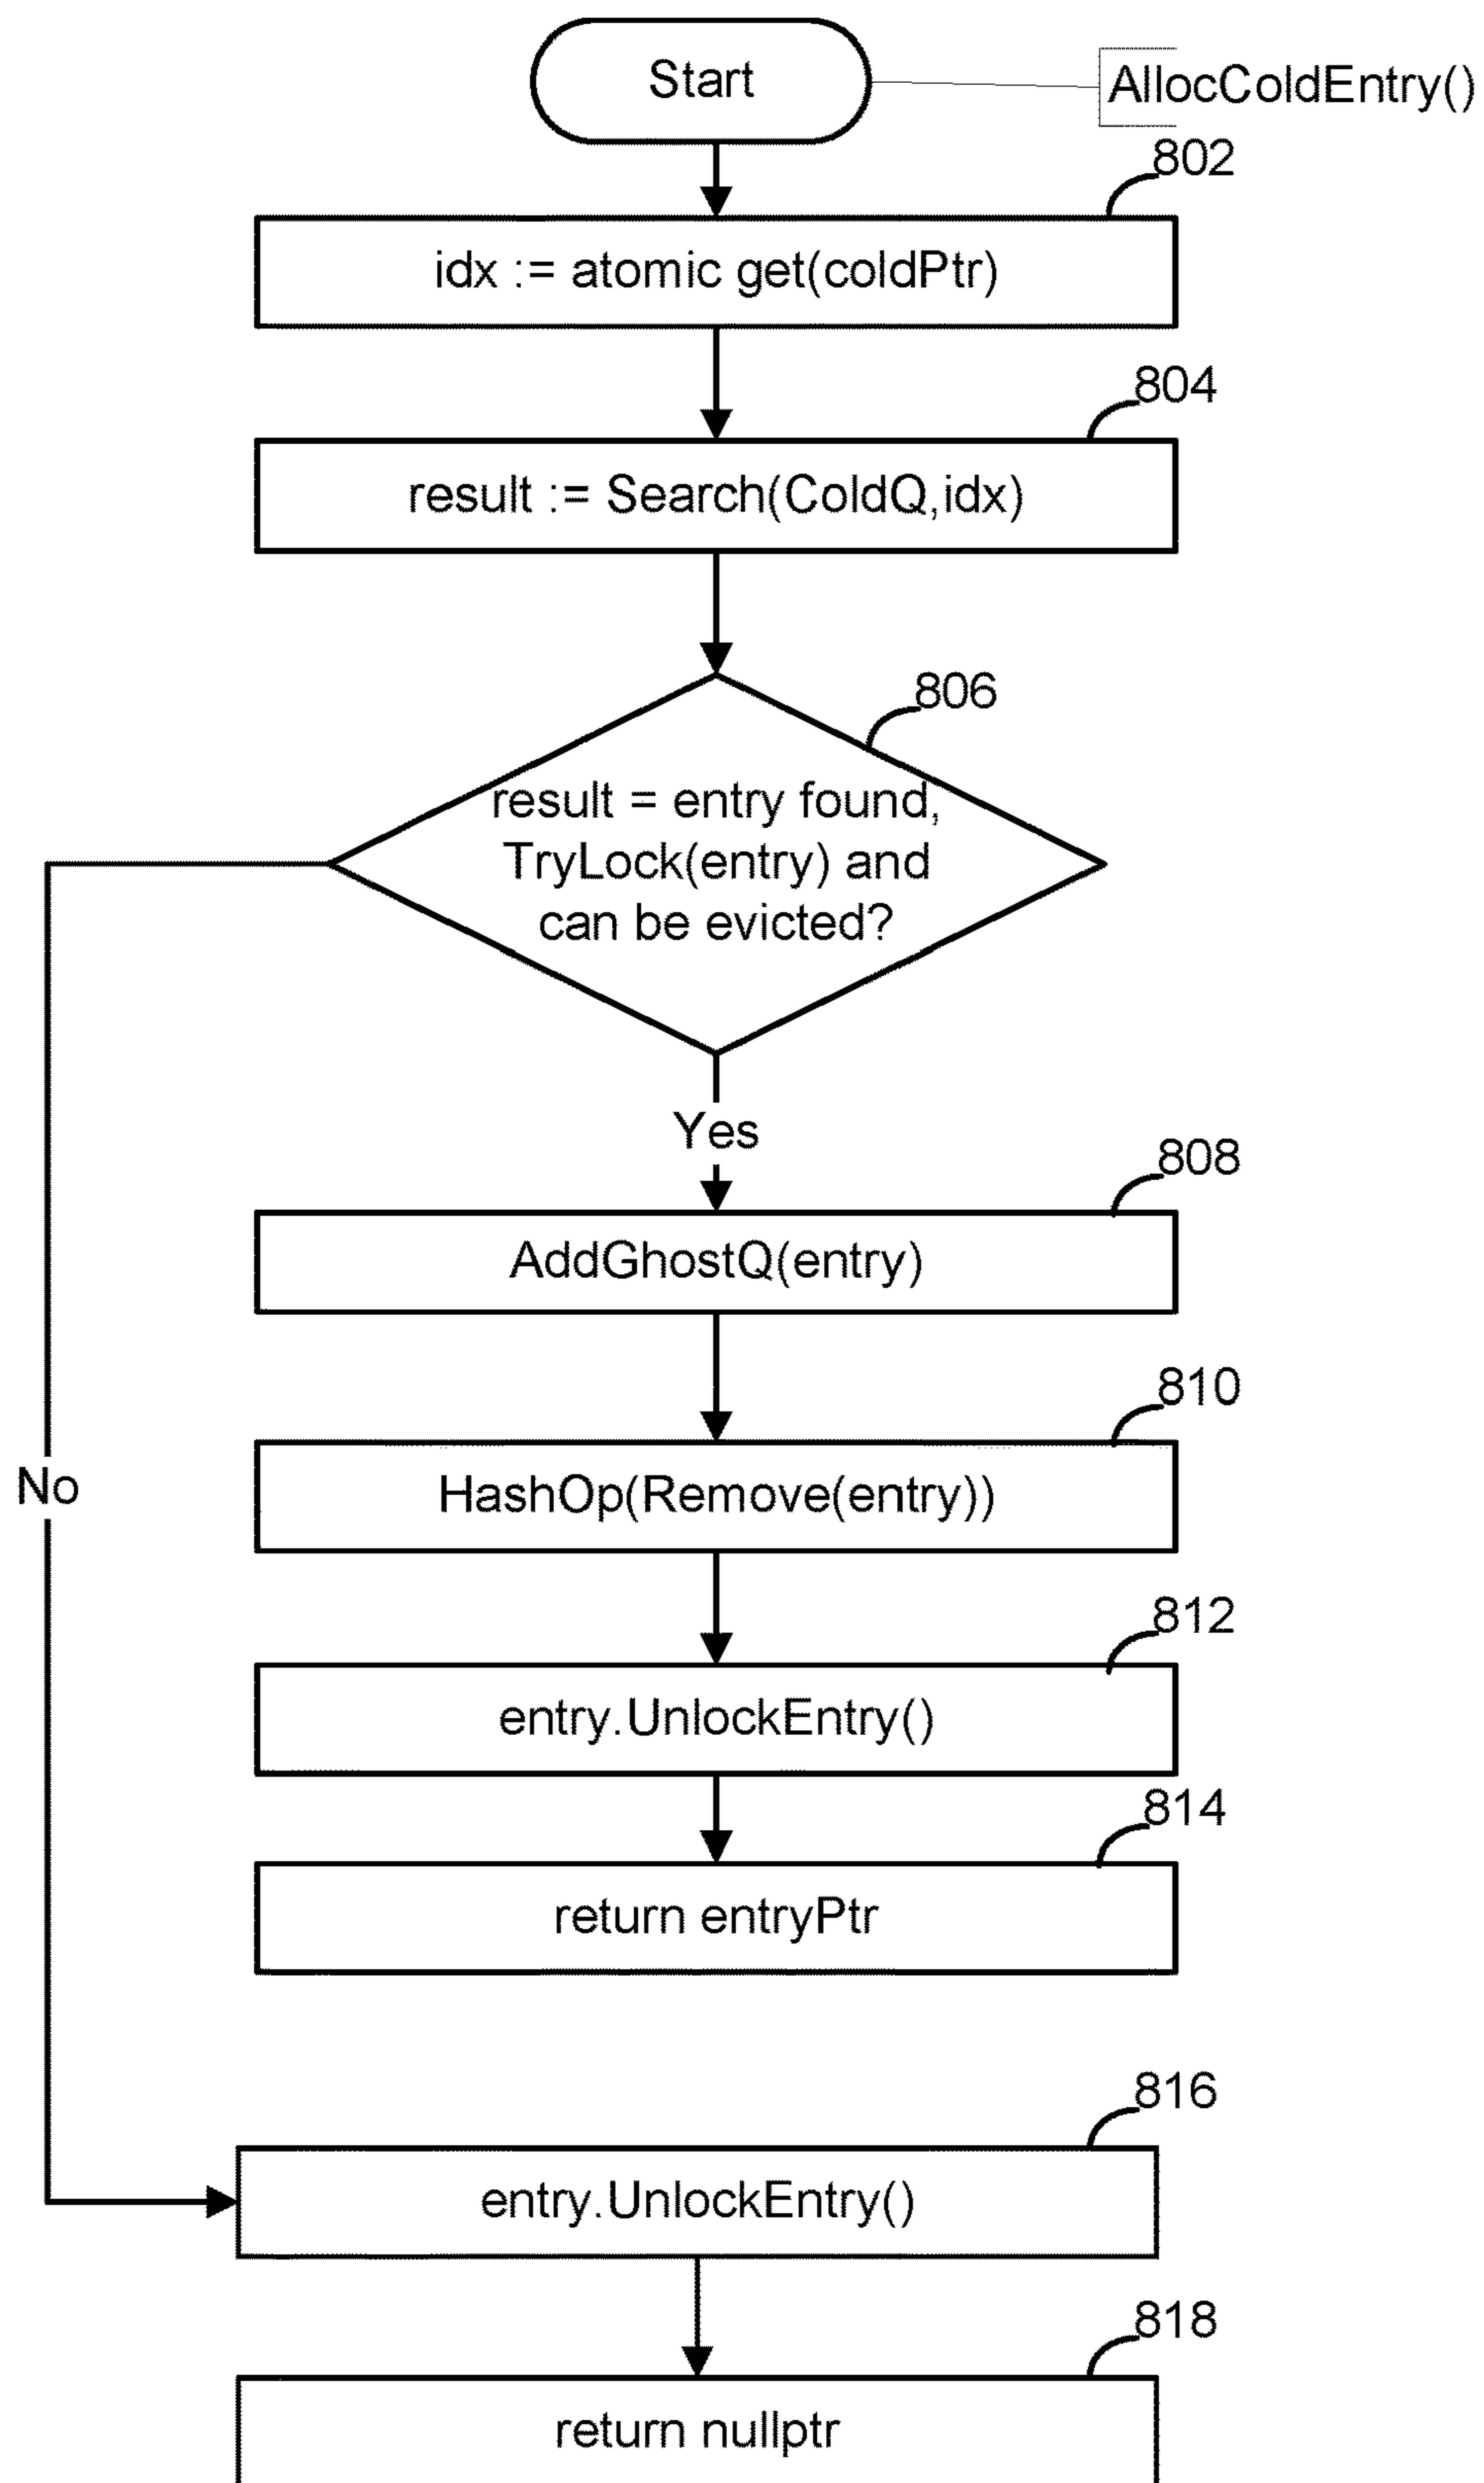 Start
AllocColdEntry()
802
idx := atomic get(coldPtr)
804
result := Search(ColdQ,idx)
806
result = entry found,
TryLock(entry) and
can be evicted?
Yes
808
AddGhostQ(entry)
810
HashOp(Remove(entry))
No
812
entry.UnlockEntry()
814
return entryPtr
816
entry.UnlockEntry()
818
return nullptr